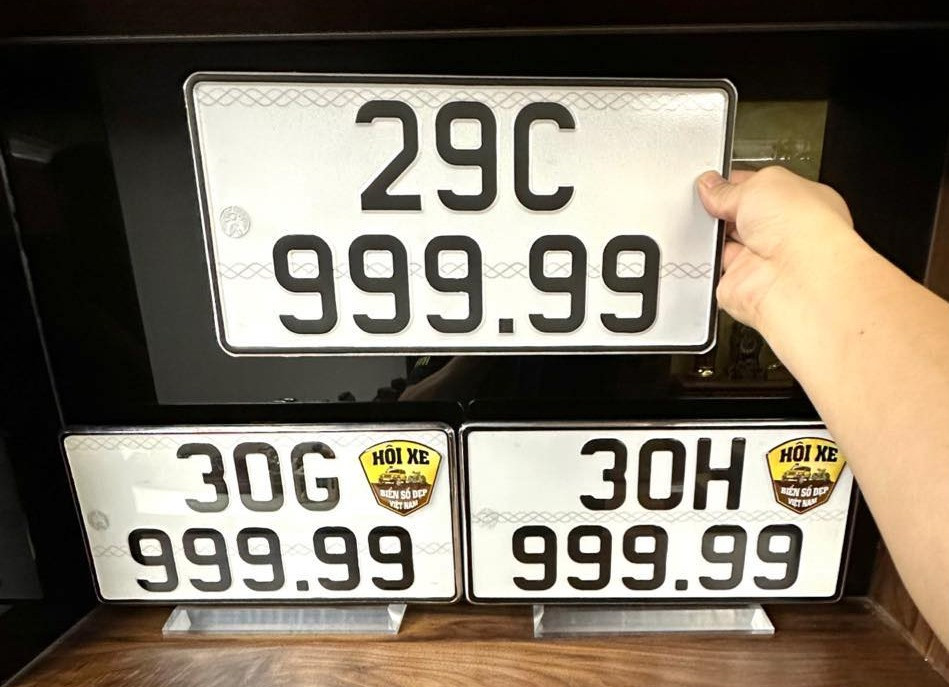 29C
999.99
30G
999.99
HỘI XE
BIỂN SỐ ĐẸP
VIỆT NAM
30H
999.99
HỘI XE
BIỂN SỐ ĐẸP
VIỆT NAM